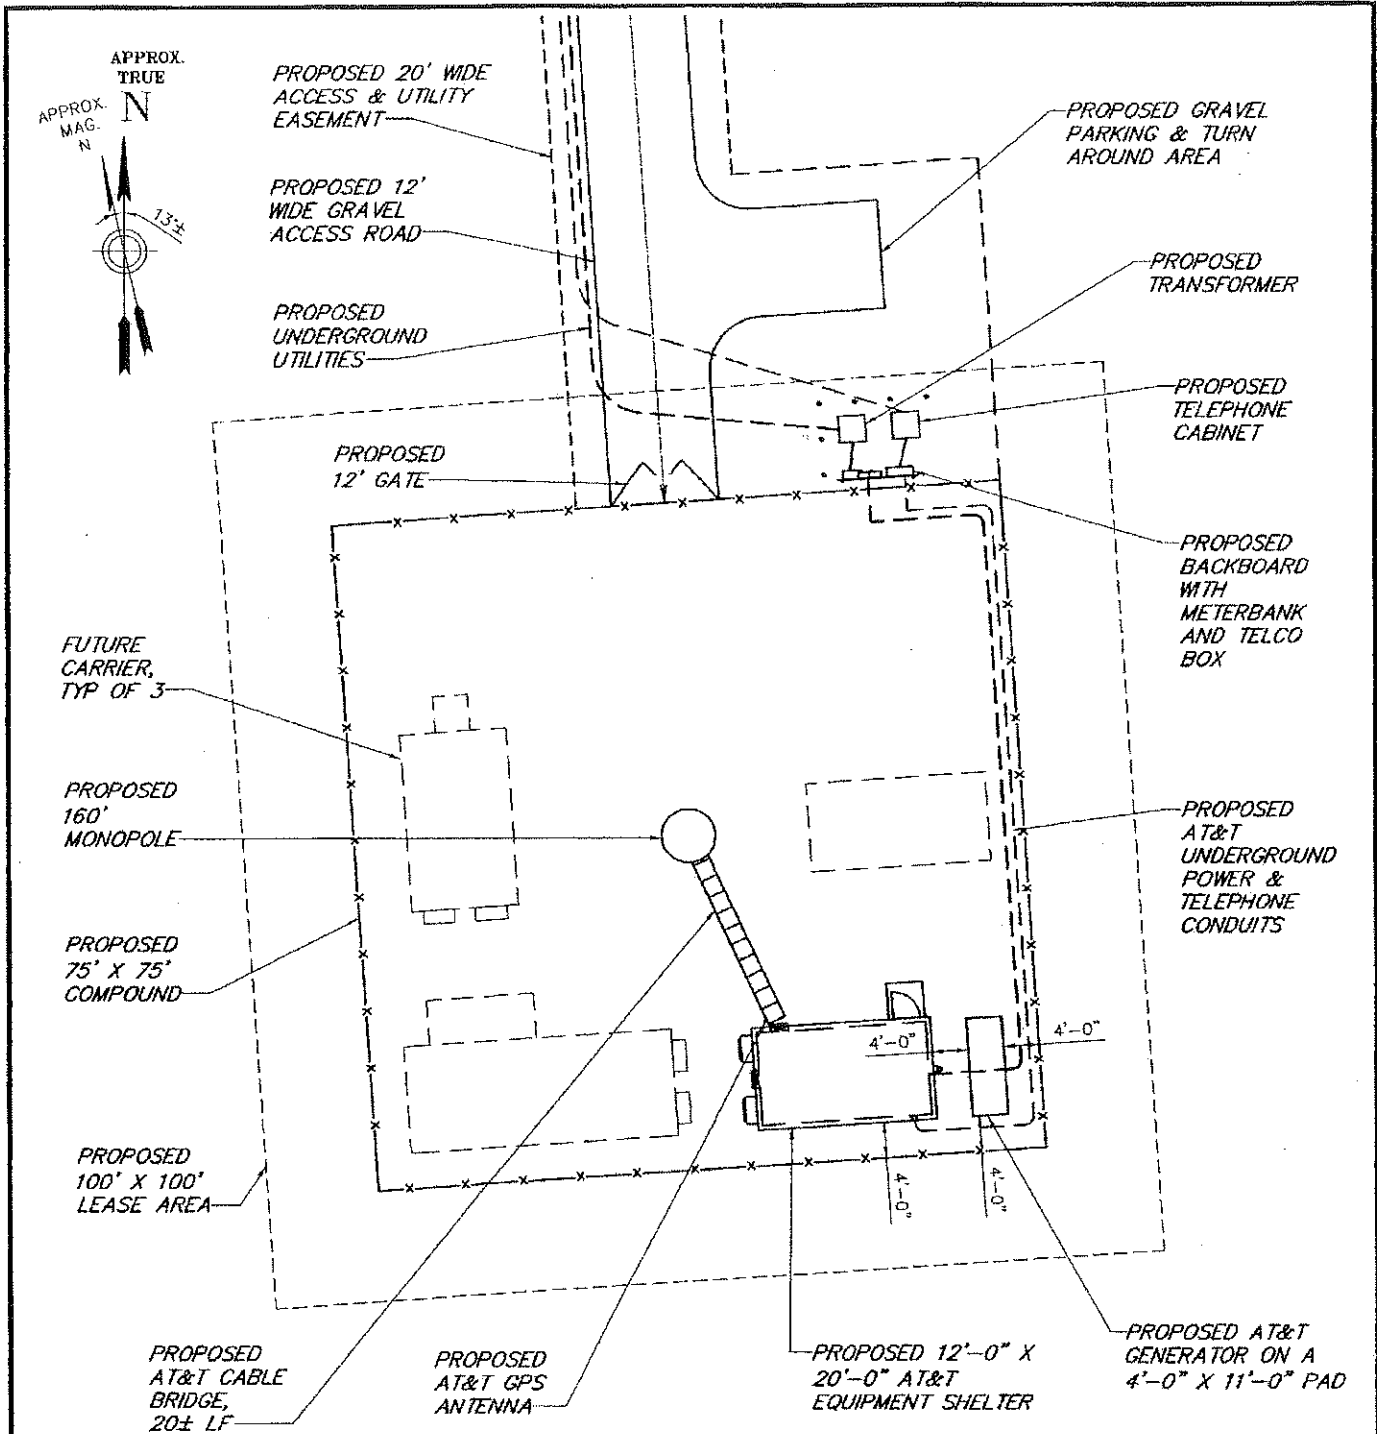 APPROX.
TRUE
N
APPROX.
MAG.
N
13°±
PROPOSED 20' WIDE
ACCESS & UTILITY
EASEMENT
PROPOSED 12'
WIDE GRAVEL
ACCESS ROAD
PROPOSED
UNDERGROUND
UTILITIES
PROPOSED
12' GATE
PROPOSED GRAVEL
PARKING & TURN
AROUND AREA
PROPOSED
TRANSFORMER
PROPOSED
TELEPHONE
CABINET
PROPOSED
BACKBOARD
WITH
METERBANK
AND TELCO
BOX
FUTURE
CARRIER,
TYP OF 3
PROPOSED
160'
MONOPOLE
PROPOSED
75' X 75'
COMPOUND
PROPOSED
100' X 100'
LEASE AREA
PROPOSED
AT&T
UNDERGROUND
POWER &
TELEPHONE
CONDUITS
4'-0"
4'-0"
4'-0"
4'-0"
PROPOSED
AT&T CABLE
BRIDGE,
20± LF
PROPOSED
AT&T GPS
ANTENNA
PROPOSED 12'-0" X
20'-0" AT&T
EQUIPMENT SHELTER
PROPOSED AT&T
GENERATOR ON A
4'-0" X 11'-0" PAD